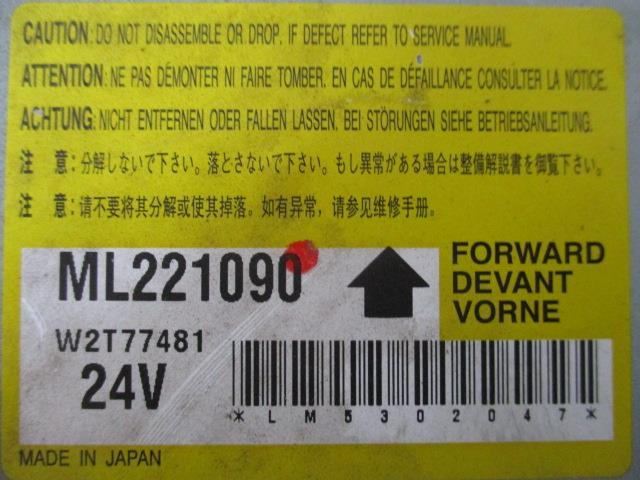 CAUTION: DO NOT DISASSEMBLE OR DROP. IF DEFECT REFER TO SERVICE MANUAL.
ATTENTION: NE PAS DÉMONTER NI FAIRE TOMBER. EN CAS DE DÉFAILLANCE CONSULTER LA NOTICE.
ACHTUNG: NICHT ENTFERNEN ODER FALLEN LASSEN. BEI STÖRUNGEN SIEHE BETRIEBSANLEITUNG.
注 意:分解しないで下さい。落とさないで下さい。もし異常がある場合は整備解説書を御覧下さい。
注 意:请不要将其分解或使其掉落。如有异常,请参见维修手册。
ML221090
FORWARD
DEVANT
VORNE
W2T77481
24V
*LM5302047*
MADE IN JAPAN